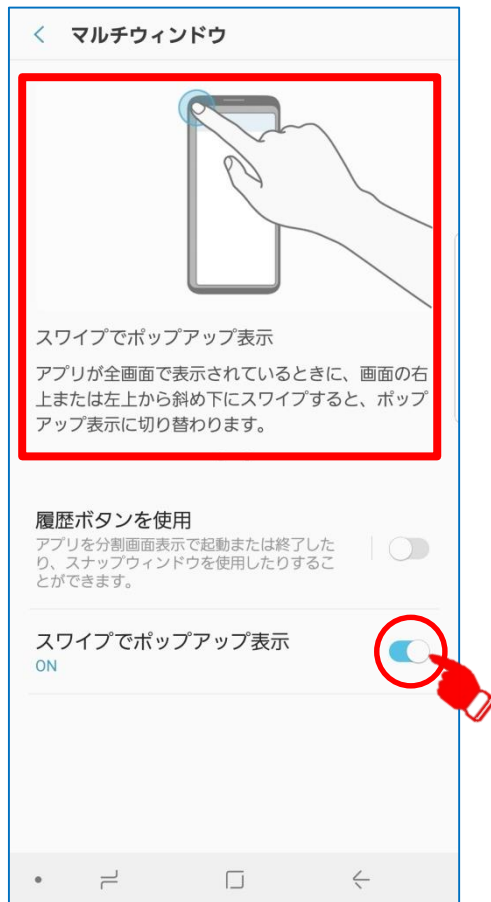 マルチウィンドウ
スワイプでポップアップ表示
アプリが全画面で表示されているときに、画面の右
上または左上から斜め下にスワイプすると、ポップ
アップ表示に切り替わります。
履歴ボタンを使用
アプリを分割画面表示で起動または終了した
り、スナップウィンドウを使用したりするこ
とができます。
スワイプでポップアップ表示
ON